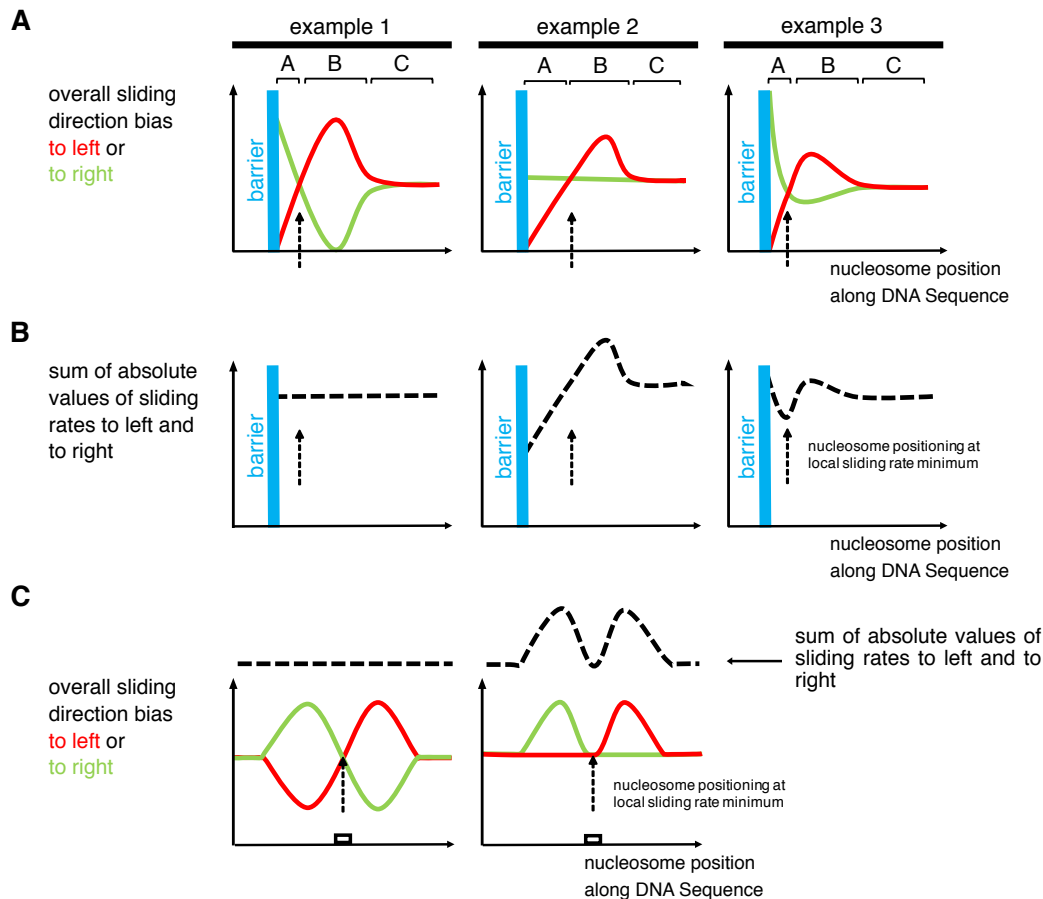 A
example 1
example 2
example 3
A B C
A B C
A B C
overall sliding
direction bias
to left or
to right
barrier
barrier
barrier
nucleosome position
along DNA Sequence
B
sum of absolute
values of sliding
rates to left and
to right
barrier
barrier
barrier
nucleosome positioning at
local sliding rate minimum
nucleosome position
along DNA Sequence
C
sum of absolute values of
sliding rates to left and to
right
overall sliding
direction bias
to left or
to right
nucleosome positioning at
local sliding rate minimum
nucleosome position
along DNA Sequence